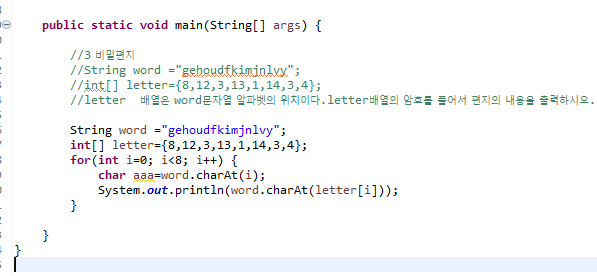 public static void main(String[] args) {
//3 비밀편지
//String word ="gehoudfkimjnlvy";
//int[] letter={8,12,3,13,1,14,3,4};
//letter 배열은 word문자열 알파벳의 위치이다.letter배열의 암호를 풀어서 편지의 내용을 출력하시오.
String word ="gehoudfkimjnlvy";
int[] letter={8,12,3,13,1,14,3,4};
for(int i=0; i<8; i++) {
char aaa=word.charAt(i);
System.out.println(word.charAt(letter[i]));
}
}
}